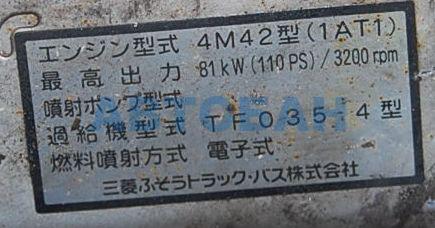 エンジン型式 4M42型(1AT1)
最高出力 81kW(110PS)/3200rpm
噴射ポンプ型式
過給機型式 TF035-4型
燃料噴射方式 電子式
三菱ふそうトラック・バス株式会社